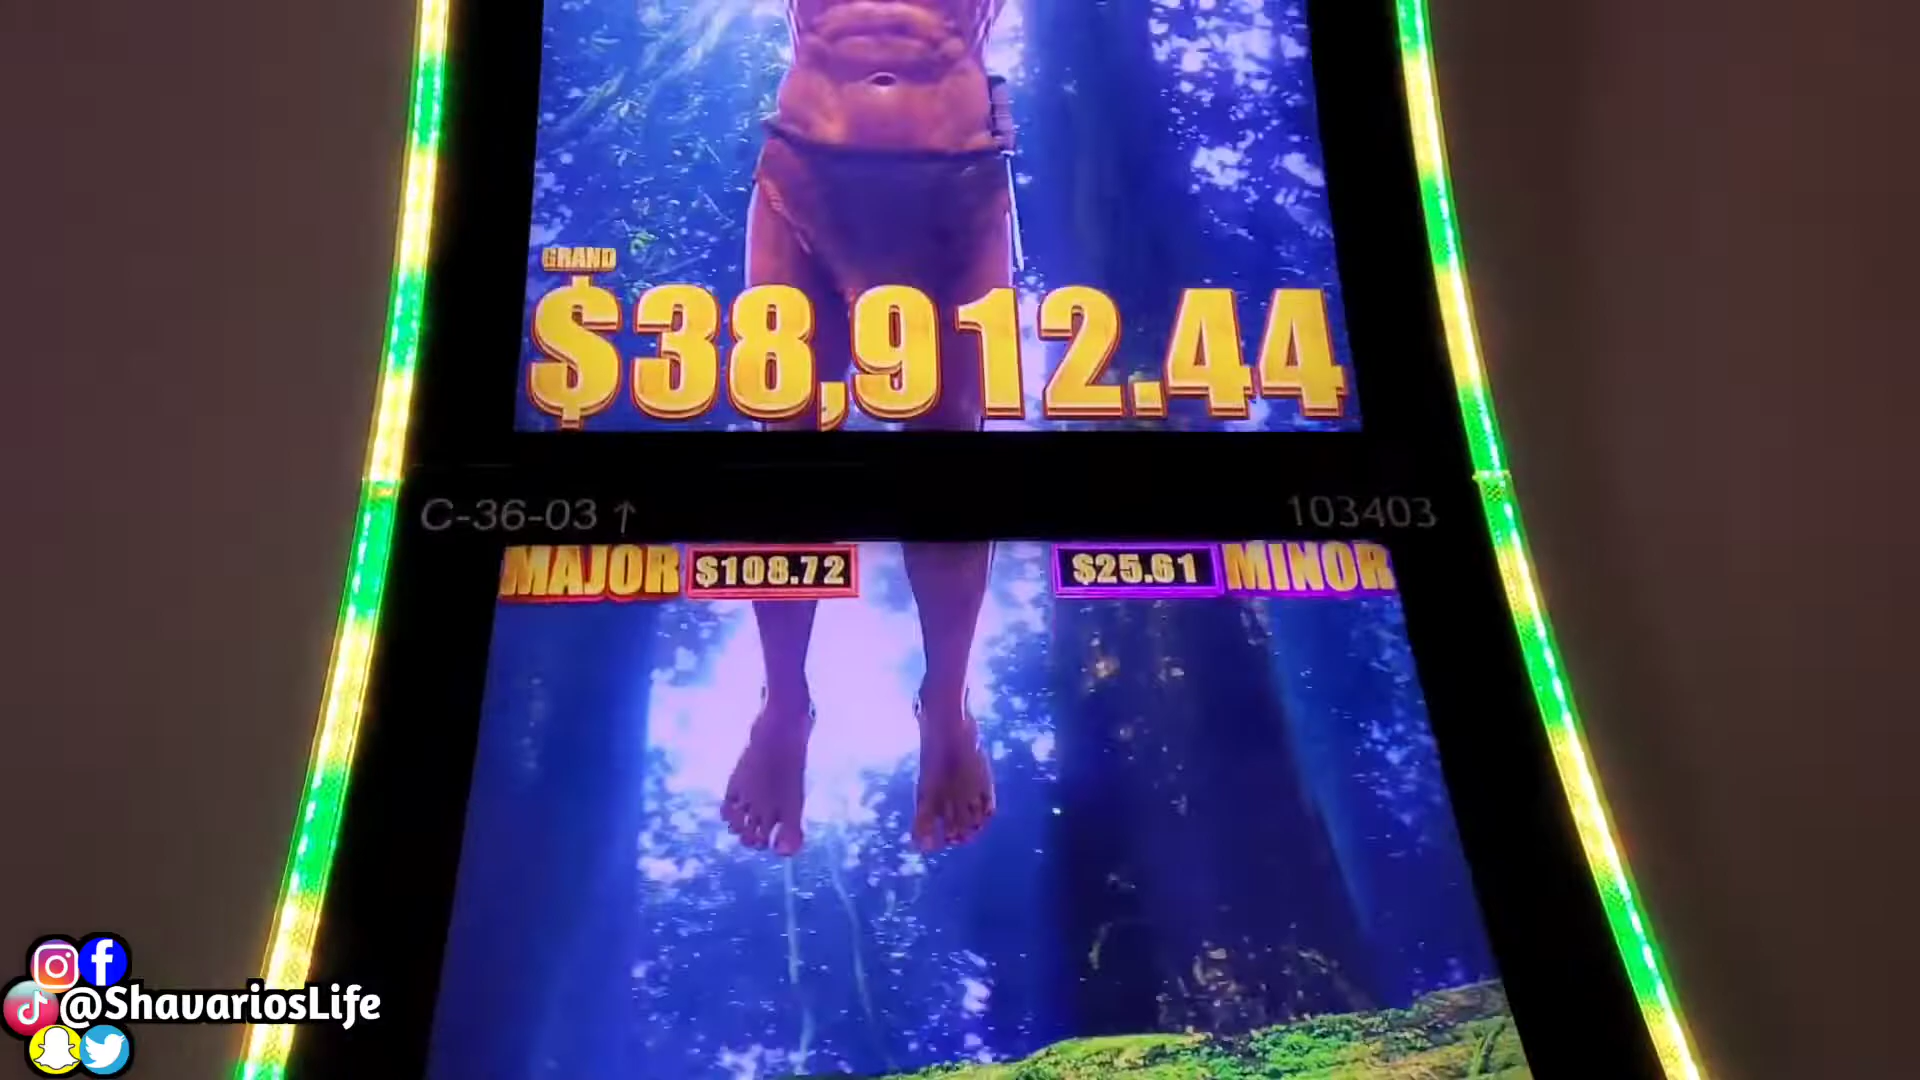 GRAND
$38,912.44
C-36-03 ↑
103403
MAJOR $108.72
$25.61 MINOR
@ShavariosLife